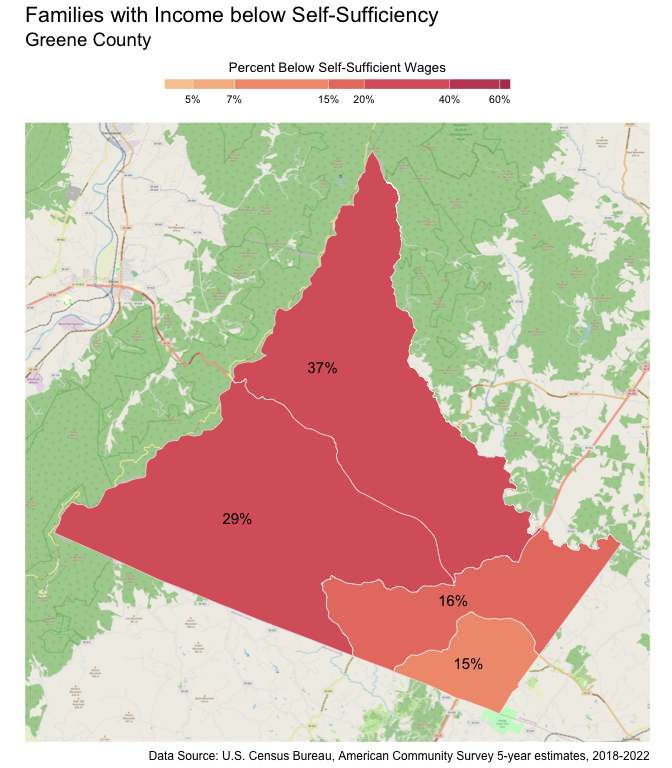 Families with Income below Self-Sufficiency
Greene County
Percent Below Self-Sufficient Wages
5% 7% 15% 20% 40% 60%
37%
29%
16%
15%
Data Source: U.S. Census Bureau, American Community Survey 5-year estimates, 2018-2022